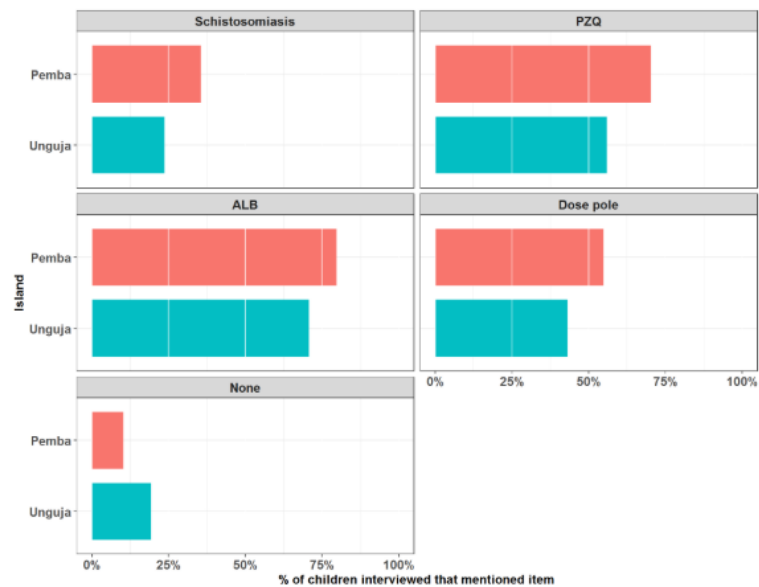 Schistosomiasis
PZQ
Pemba
Unguja
ALB
Dose pole
Pemba
Unguja
Island
0% 25% 50% 75% 100%
None
Pemba
Unguja
0% 25% 50% 75% 100%
% of children interviewed that mentioned item